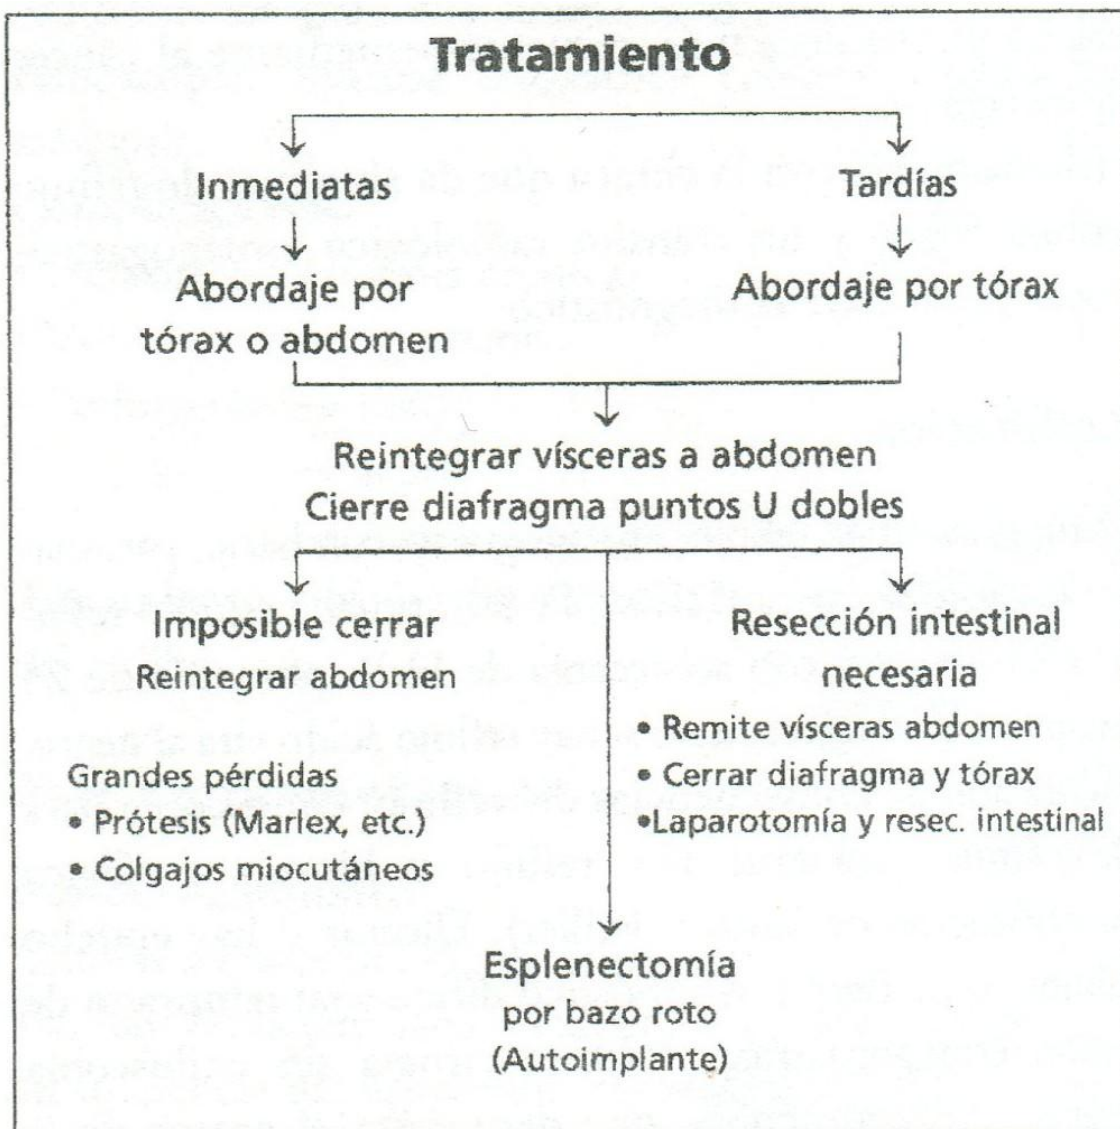 Tratamiento
Inmediatas
Tardías
Abordaje por
tórax o abdomen
Abordaje por tórax
Reintegrar vísceras a abdomen
Cierre diafragma puntos U dobles
Imposible cerrar
Reintegrar abdomen
Grandes pérdidas
• Prótesis (Marlex, etc.)
• Colgajos miocutáneos
Resección intestinal
necesaria
• Remite vísceras abdomen
• Cerrar diafragma y tórax
•Laparotomía y resec. intestinal
Esplenectomía
por bazo roto
(Autoimplante)